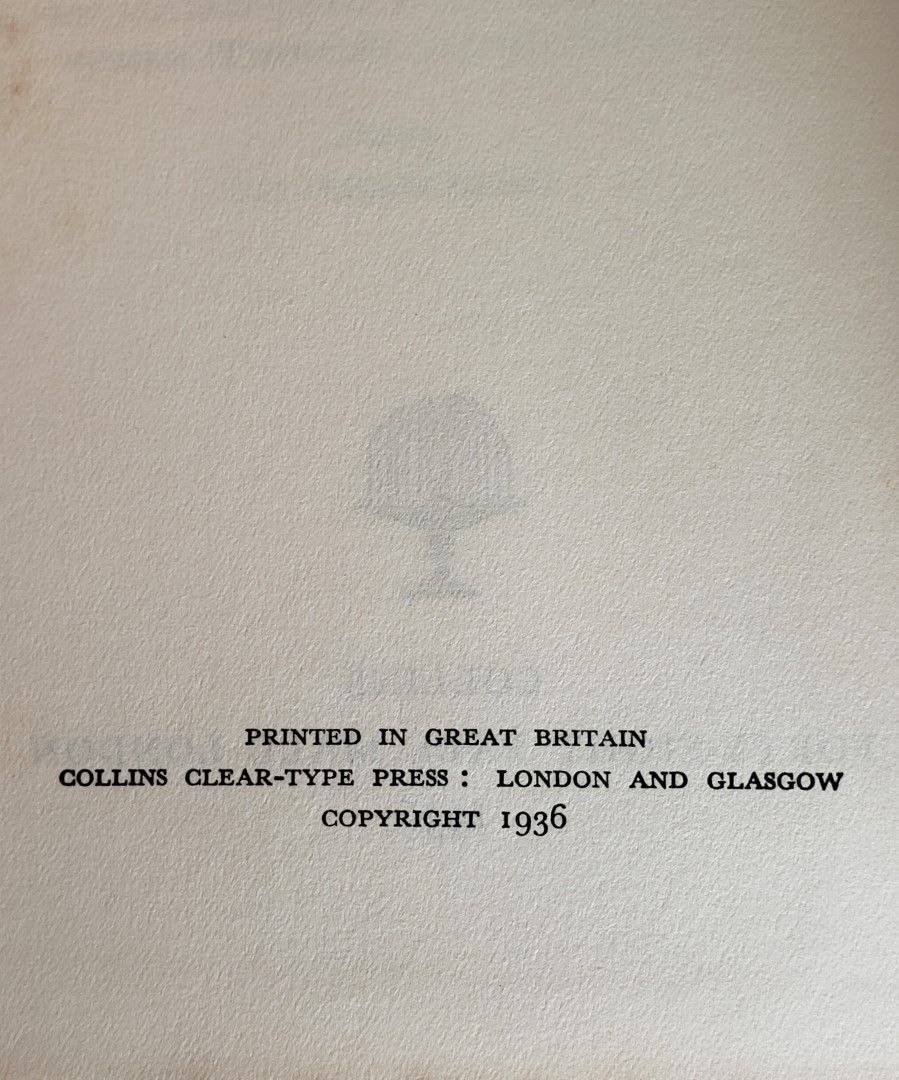 PRINTED IN GREAT BRITAIN
COLLINS CLEAR-TYPE PRESS : LONDON AND GLASGOW
COPYRIGHT 1936